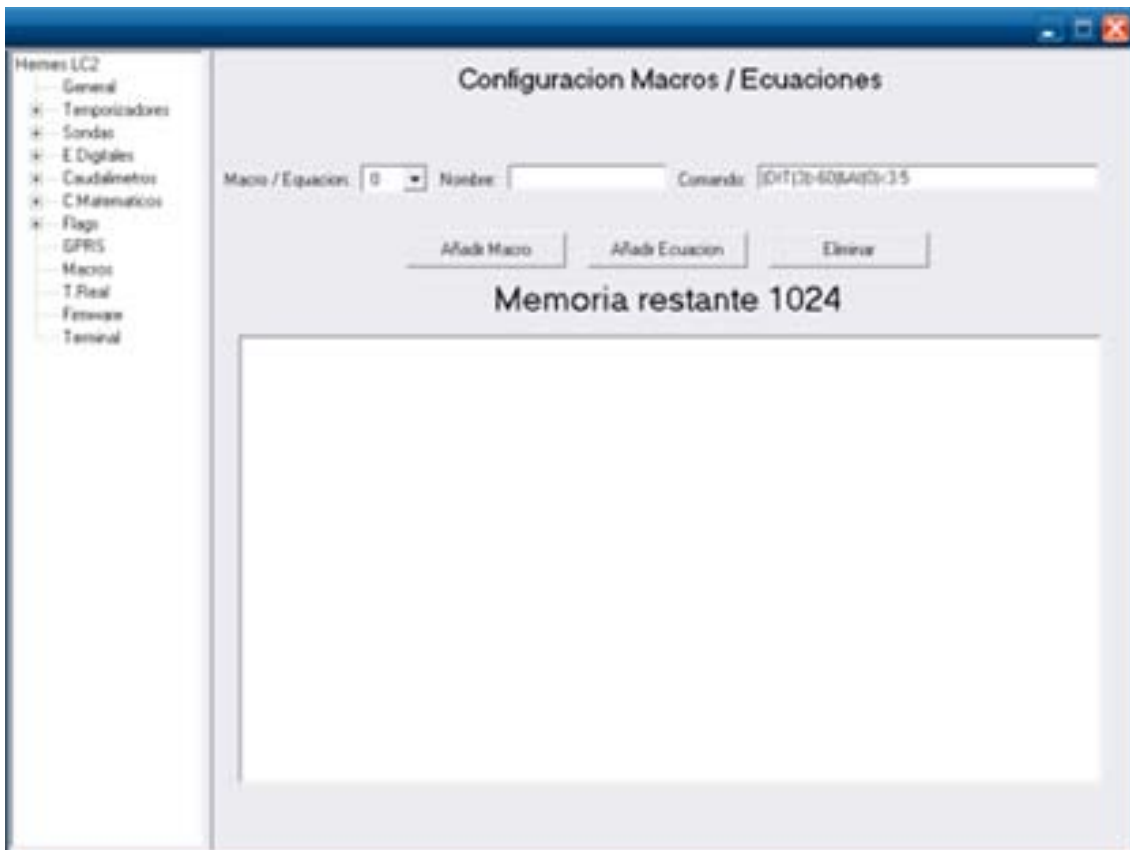 Hermes LC2
General
Temporizadores
Sondas
E.Digitales
Caudalimetros
C.Matematicos
Flags
GPRS
Macros
T.Real
Firmware
Terminal
Configuracion Macros / Ecuaciones
Macro / Equacion: 0 Nombre: Comando:
Añadir Macro Añadir Ecuacion Eliminar
Memoria restante 1024